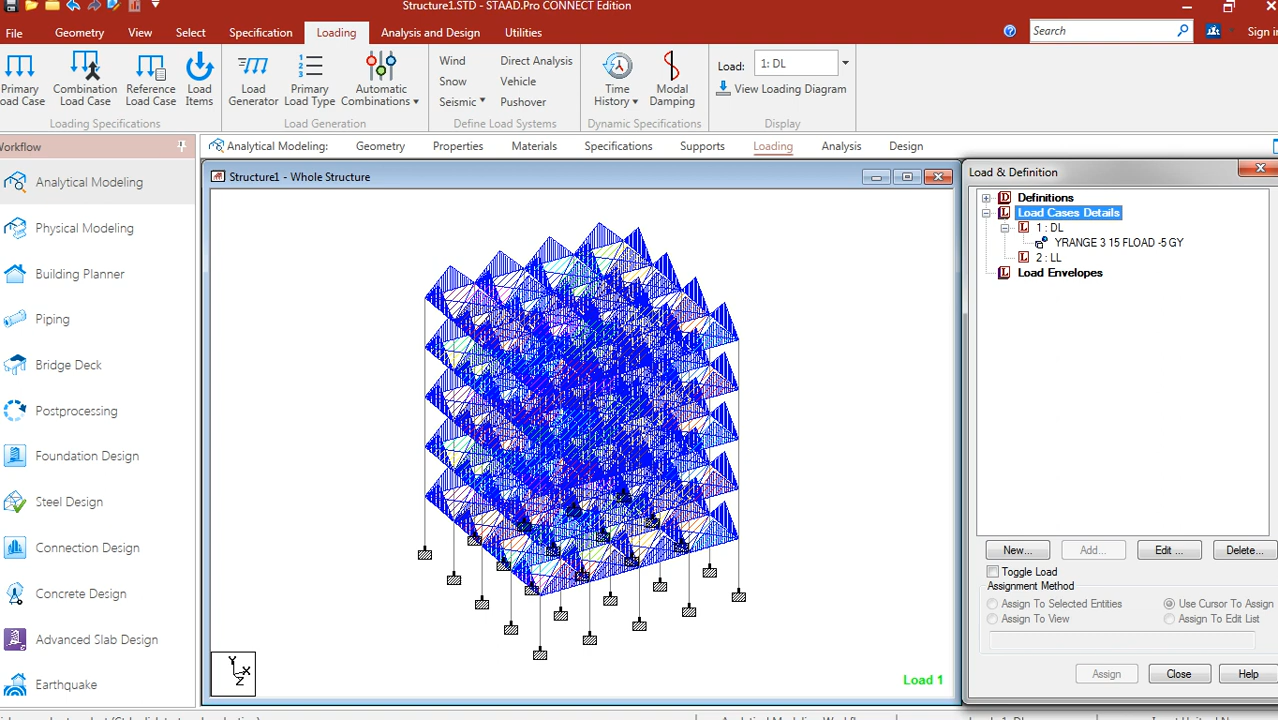 Structure1.STD - STAAD.Pro CONNECT Edition
File Geometry View Select Specification Loading Analysis and Design Utilities
Search
Sign in
Primary
Load Case
Combination
Load Case
Reference
Load Case
Load
Items
Loading Specifications
Load
Generator
Primary
Load Type
Automatic
Combinations
Load Generation
Wind
Snow
Seismic
Direct Analysis
Vehicle
Pushover
Define Load Systems
Time
History
Modal
Damping
Dynamic Specifications
Load: 1: DL
View Loading Diagram
Display
Workflow
Analytical Modeling: Geometry Properties Materials Specifications Supports Loading Analysis Design
Analytical Modeling
Physical Modeling
Building Planner
Piping
Bridge Deck
Postprocessing
Foundation Design
Steel Design
Connection Design
Concrete Design
Advanced Slab Design
Earthquake
Structure1 - Whole Structure
Y
X
Z
Load 1
Load & Definition
D Definitions
L Load Cases Details
L 1 : DL
YRANGE 3 15 FLOAD -5 GY
L 2 : LL
L Load Envelopes
New... Add... Edit ... Delete...
Toggle Load
Assignment Method
Assign To Selected Entities
Use Cursor To Assign
Assign To View
Assign To Edit List
Assign Close Help